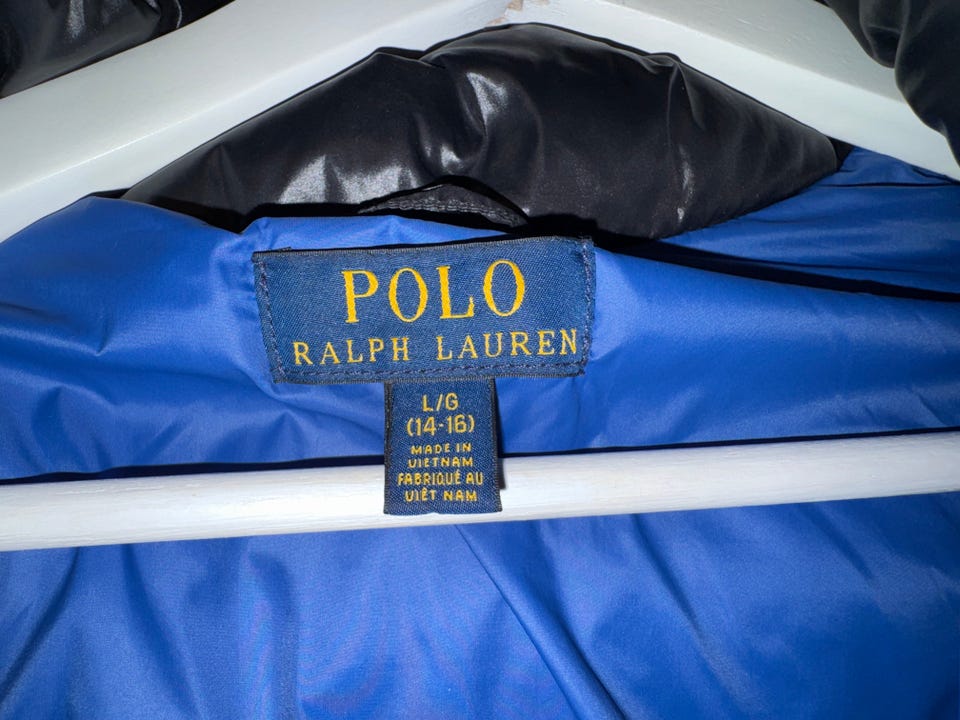 POLO
RALPH LAUREN
L/G
(14-16)
MADE IN
VIETNAM
FABRIQUÉ AU
VIÊT NAM